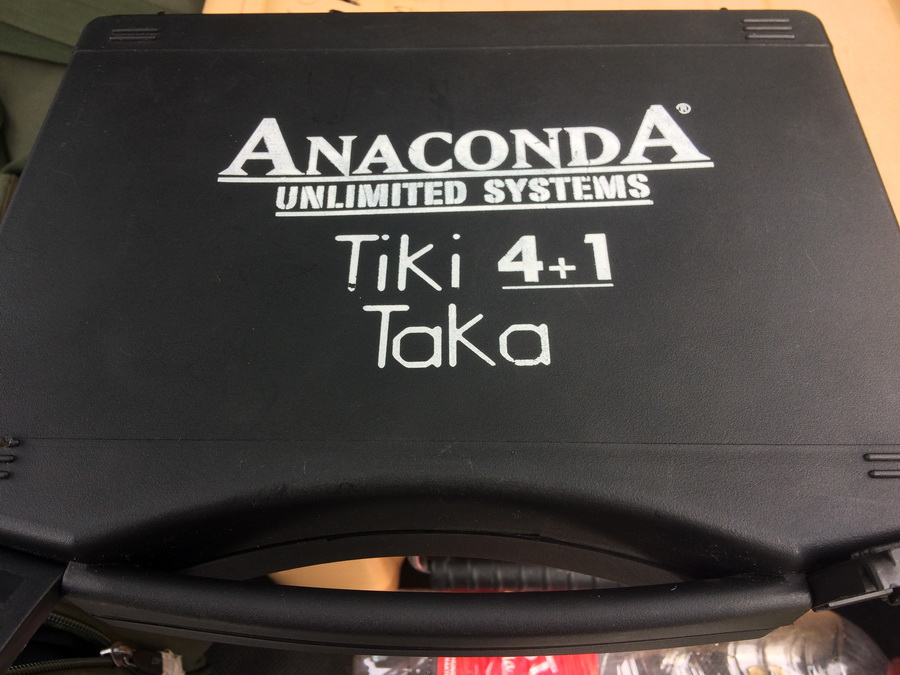 ANACONDA®
UNLIMITED SYSTEMS
Tiki 4+1
Taka